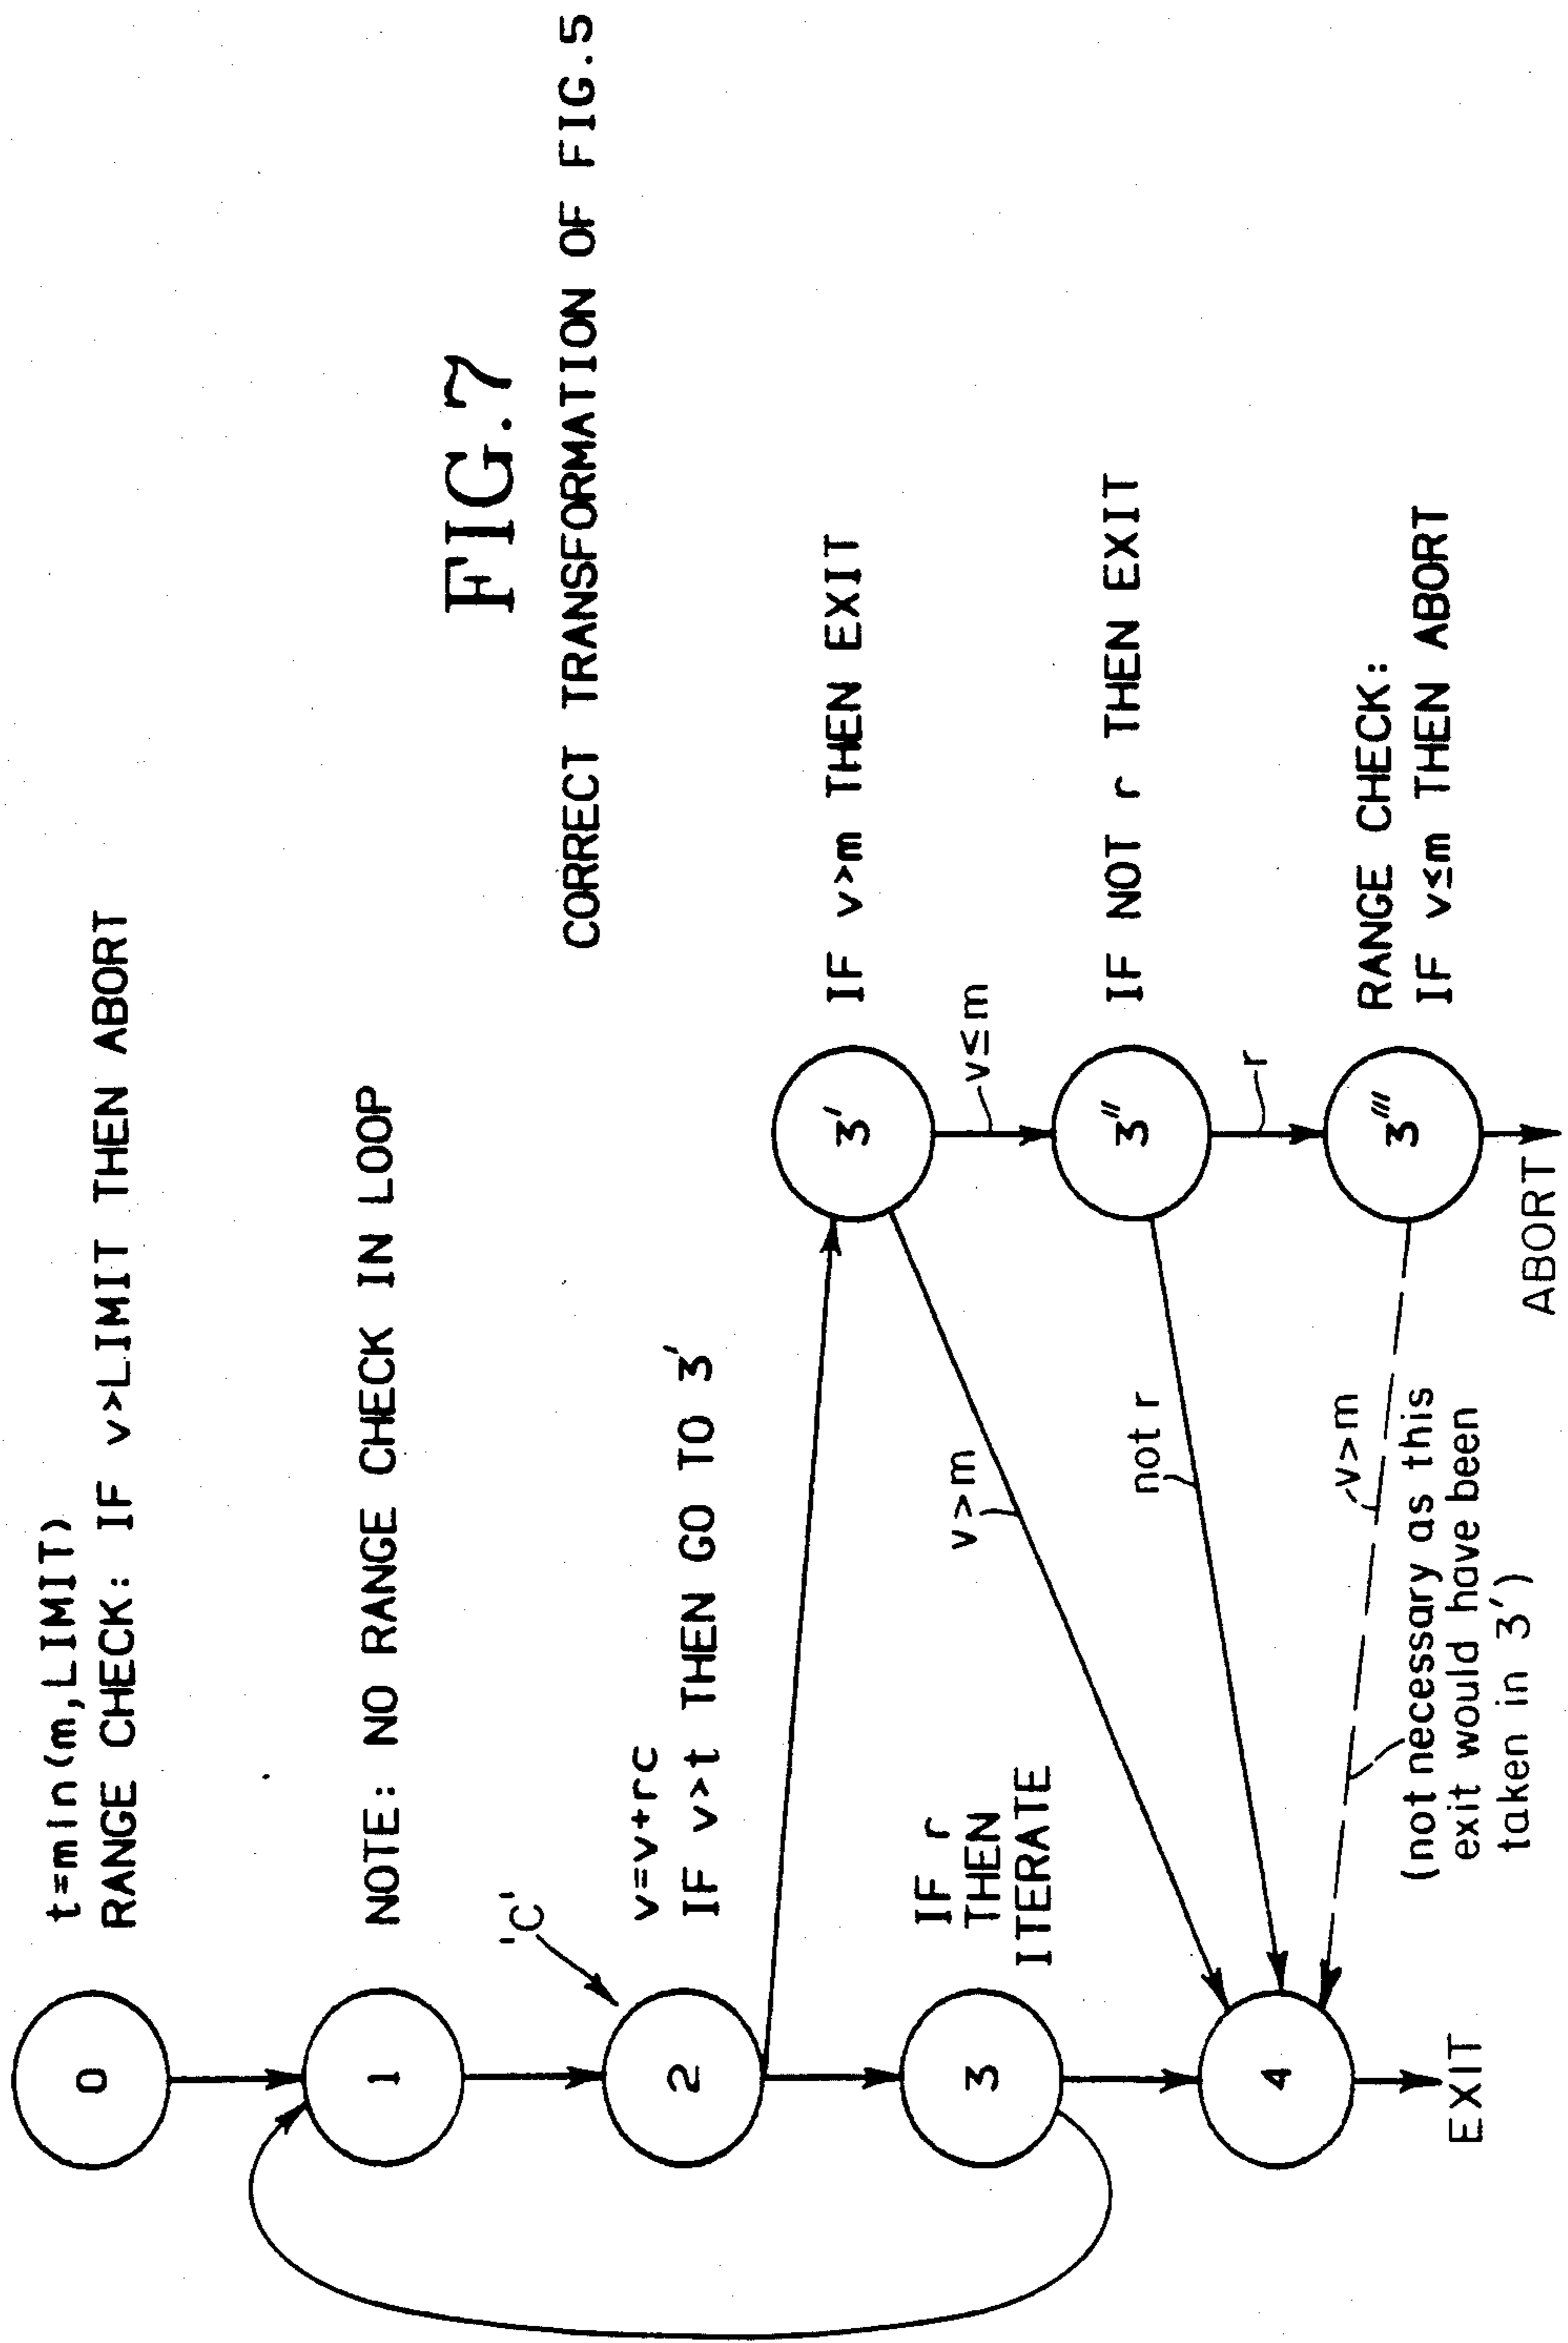 t=min(m,LIMIT)
RANGE CHECK: IF v>LIMIT THEN ABORT
0
NOTE: NO RANGE CHECK IN LOOP
1
'C'
v=v+rc
IF v>t THEN GO TO 3'
2
FIG.7
CORRECT TRANSFORMATION OF FIG.5
IF r
THEN
ITERATE
3
3'
IF v>m THEN EXIT
v>m
v≤m
3''
IF NOT r THEN EXIT
not r
r
4
EXIT
3'''
RANGE CHECK:
IF v≤m THEN ABORT
v>m
(not necessary as this
exit would have been
taken in 3')
ABORT